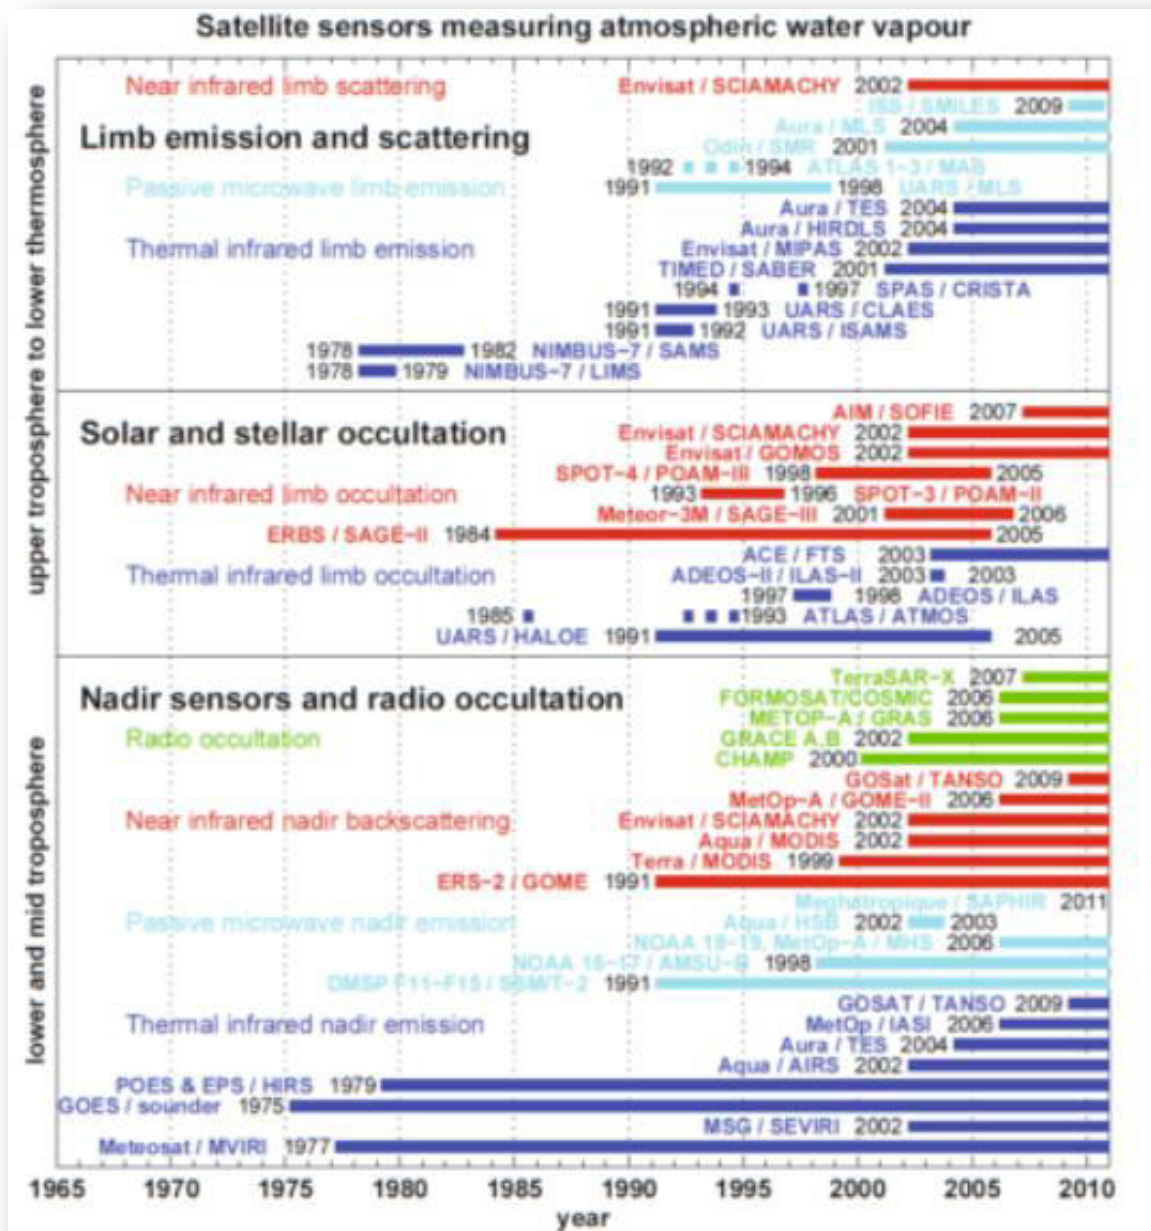 Satellite sensors measuring atmospheric water vapour
upper troposphere to lower thermosphere
Near infrared limb scattering
Envisat / SCIAMACHY 2002
ISS / SMILES 2009
Limb emission and scattering
Aura / MLS 2004
Odin / SMR 2001
1992 1994 ATLAS 1-3 / MAS
Passive microwave limb emission
1991 1998 UARS / MLS
Aura / TES 2004
Aura / HIRDLS 2004
Thermal infrared limb emission
Envisat / MIPAS 2002
TIMED / SABER 2001
1994 1997 SPAS / CRISTA
1991 1993 UARS / CLAES
1991 1992 UARS / ISAMS
1978 1982 NIMBUS-7 / SAMS
1978 1979 NIMBUS-7 / LIMS
AIM / SOFIE 2007
Solar and stellar occultation
Envisat / SCIAMACHY 2002
Envisat / GOMOS 2002
SPOT-4 / POAM-III 1998 2005
Near infrared limb occultation
1993 1996 SPOT-3 / POAM-II
Meteor-3M / SAGE-III 2001 2006
ERBS / SAGE-II 1984 2005
ACE / FTS 2003
Thermal infrared limb occultation
ADEOS-II / ILAS-II 2003 2003
1997 1998 ADEOS / ILAS
1985 1993 ATLAS / ATMOS
UARS / HALOE 1991 2005
lower and mid troposphere
TerraSAR-X 2007
Nadir sensors and radio occultation
FORMOSAT/COSMIC 2006
METOP-A / GRAS 2006
Radio occultation
GRACE A,B 2002
CHAMP 2000
GOSat / TANSO 2009
MetOp-A / GOME-II 2006
Near infrared nadir backscattering
Envisat / SCIAMACHY 2002
Aqua / MODIS 2002
Terra / MODIS 1999
ERS-2 / GOME 1991
Meghatropique / SAPHIR 2011
Passive microwave nadir emission
Aqua / HSB 2002 2003
NOAA 18-19, MetOp-A / MHS 2006
NOAA 15-17 / AMSU-B 1998
DMSP F11-F15 / SSM/T-2 1991
GOSAT / TANSO 2009
Thermal infrared nadir emission
MetOp / IASI 2006
Aura / TES 2004
Aqua / AIRS 2002
POES & EPS / HIRS 1979
GOES / sounder 1975
MSG / SEVIRI 2002
Meteosat / MVIRI 1977
1965 1970 1975 1980 1985 1990 1995 2000 2005 2010
year